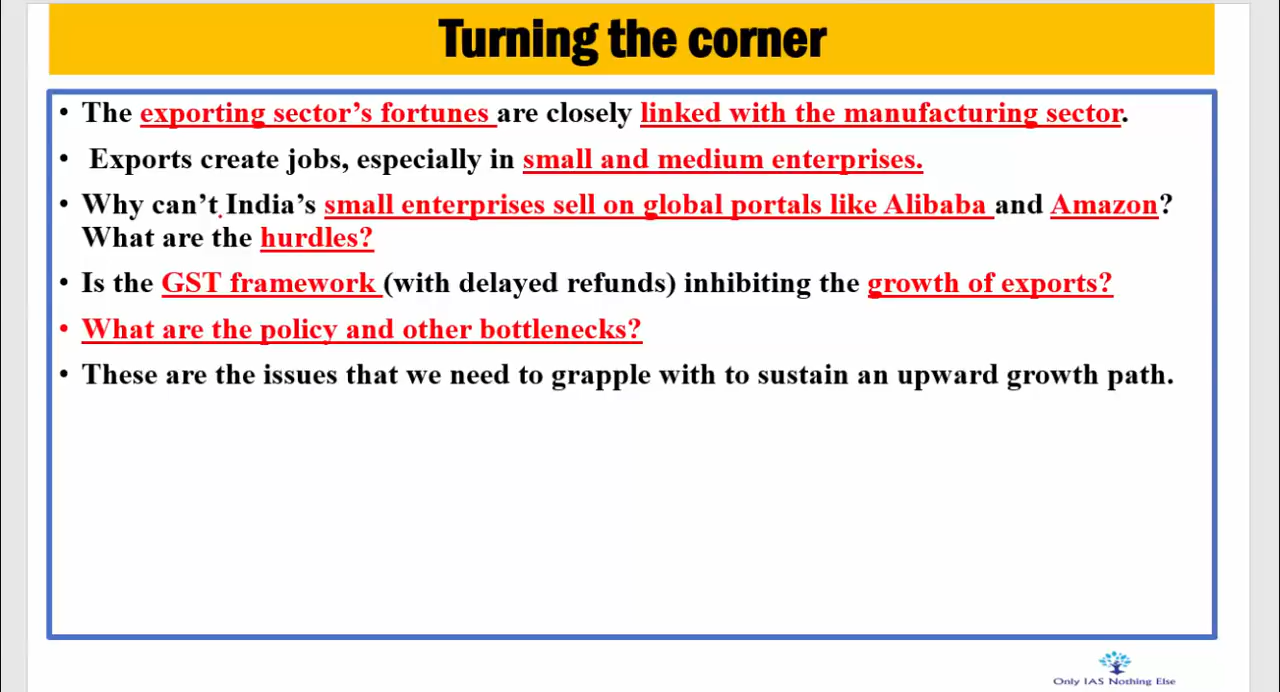 Turning the corner
• The exporting sector's fortunes are closely linked with the manufacturing sector.
• Exports create jobs, especially in small and medium enterprises.
• Why can't India's small enterprises sell on global portals like Alibaba and Amazon?
What are the hurdles?
• Is the GST framework (with delayed refunds) inhibiting the growth of exports?
• What are the policy and other bottlenecks?
• These are the issues that we need to grapple with to sustain an upward growth path.
Only IAS Nothing Else